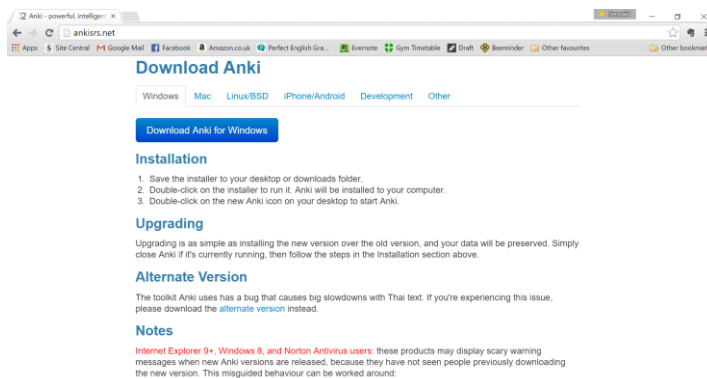 Anki - powerful, intelligent
ankisrs.net
Apps Site Central Google Mail Facebook Amazon.co.uk Perfect English Gra... Evernote Gym Timetable Draft Beeminder Other favourites Other bookmar
Download Anki
Windows Mac Linux/BSD iPhone/Android Development Other
Download Anki for Windows
Installation
1. Save the installer to your desktop or downloads folder.
2. Double-click on the installer to run it. Anki will be installed to your computer.
3. Double-click on the new Anki icon on your desktop to start Anki.
Upgrading
Upgrading is as simple as installing the new version over the old version, and your data will be preserved. Simply
close Anki if it's currently running, then follow the steps in the Installation section above.
Alternate Version
The toolkit Anki uses has a bug that causes big slowdowns with Thai text. If you're experiencing this issue,
please download the alternate version instead.
Notes
Internet Explorer 9+, Windows 8, and Norton Antivirus users: these products may display scary warning
messages when new Anki versions are released, because they have not seen people previously downloading
the new version. This misguided behaviour can be worked around: